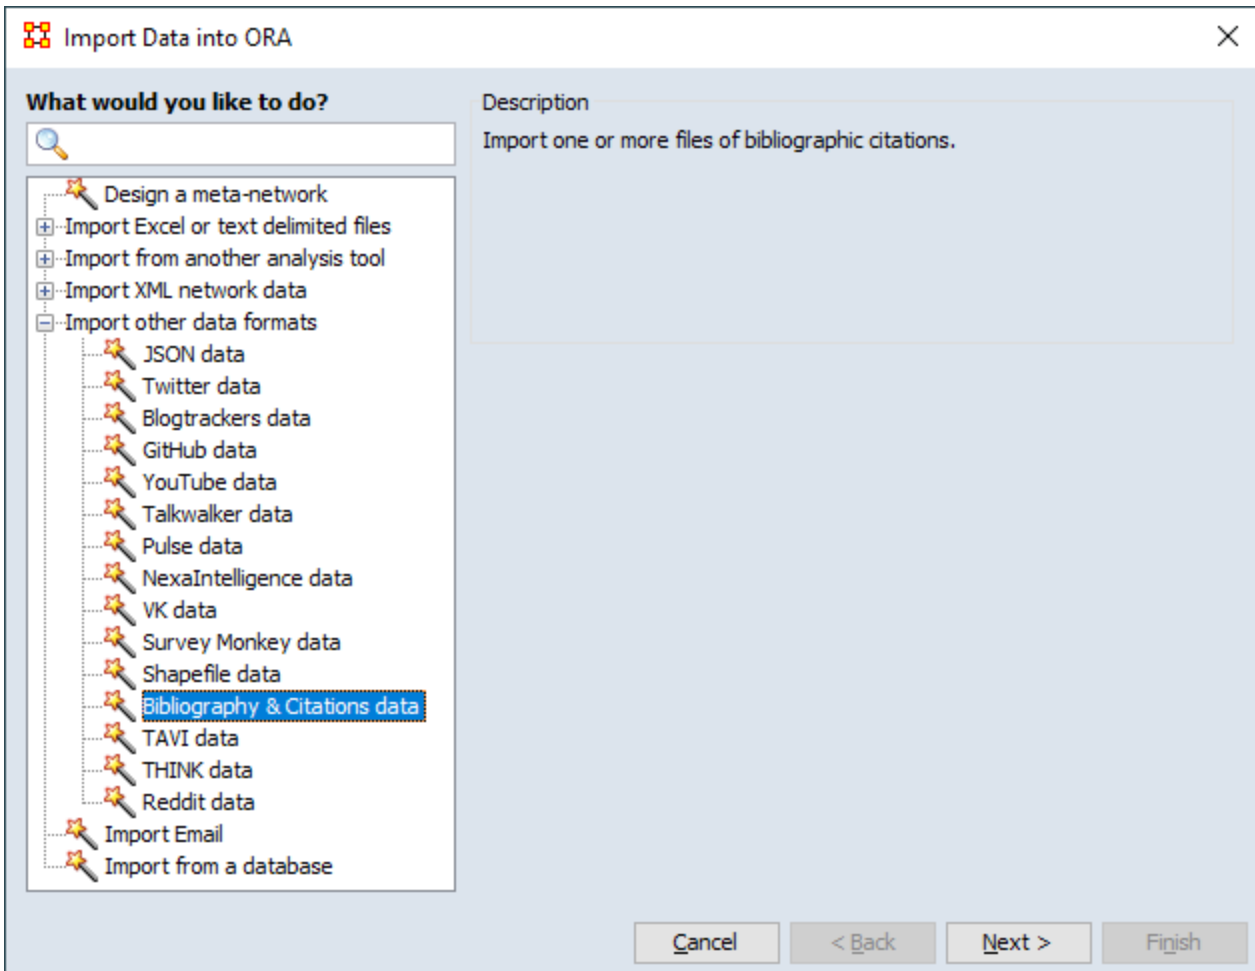 Import Data into ORA
What would you like to do?
Design a meta-network
Import Excel or text delimited files
Import from another analysis tool
Import XML network data
Import other data formats
JSON data
Twitter data
Blogtrackers data
GitHub data
YouTube data
Talkwalker data
Pulse data
NexaIntelligence data
VK data
Survey Monkey data
Shapefile data
Bibliography & Citations data
TAVI data
THINK data
Reddit data
Import Email
Import from a database
Description
Import one or more files of bibliographic citations.
Cancel
< Back
Next >
Finish